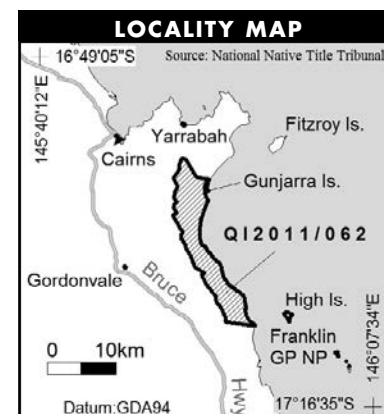 LOCALITY MAP
16°49'05"S
Source: National Native Title Tribunal
145°40'12"E
Yarrabah
Fitzroy Is.
Cairns
Gunjarra Is.
QI2011/062
Gordonvale
Bruce
Hwy
High Is.
Franklin
GP NP
146°07'34"E
0 10km
Datum:GDA94
17°16'35"S